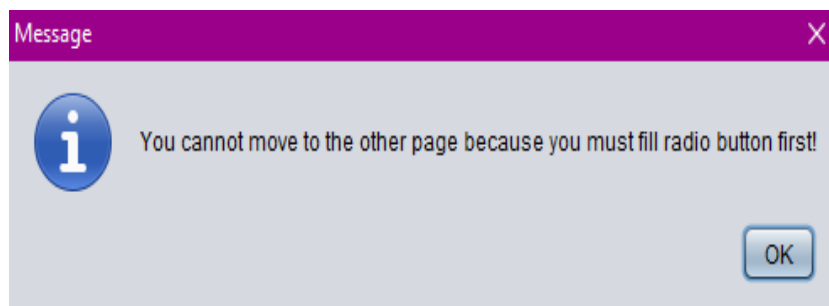 Message
You cannot move to the other page because you must fill radio button first!
OK